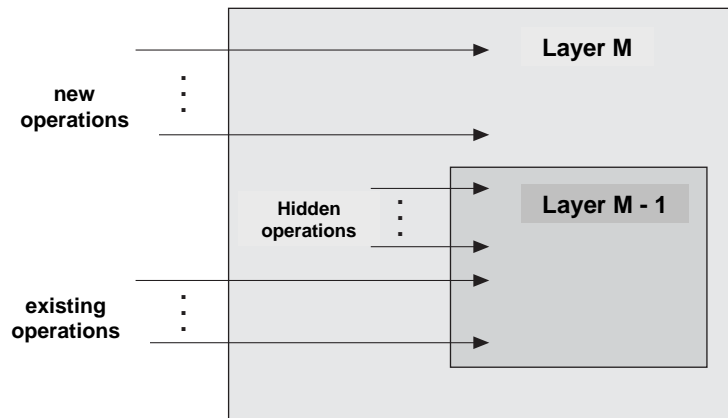 Layer M
new
operations
Hidden
operations
Layer M - 1
existing
operations